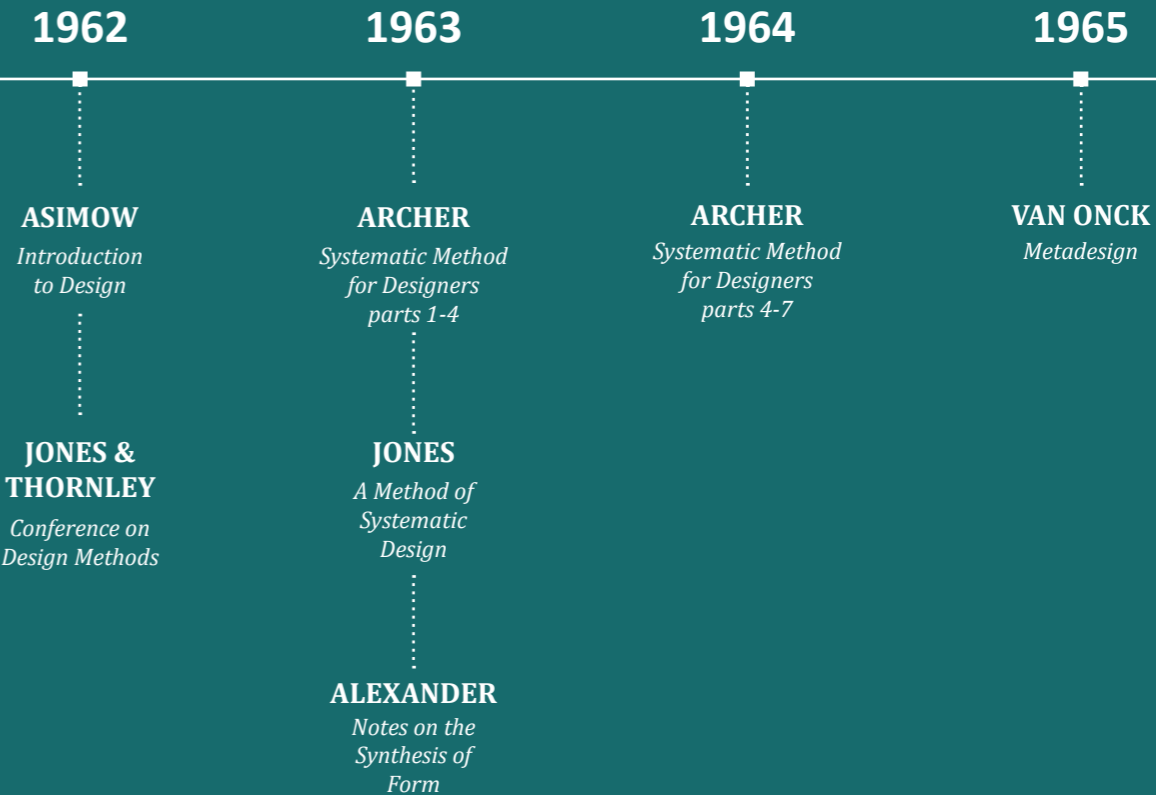 1962
1963
1964
1965
ASIMOW
Introduction
to Design
JONES &
THORNLEY
Conference on
Design Methods
ARCHER
Systematic Method
for Designers
parts 1-4
JONES
A Method of
Systematic
Design
ALEXANDER
Notes on the
Synthesis of
Form
ARCHER
Systematic Method
for Designers
parts 4-7
VAN ONCK
Metadesign